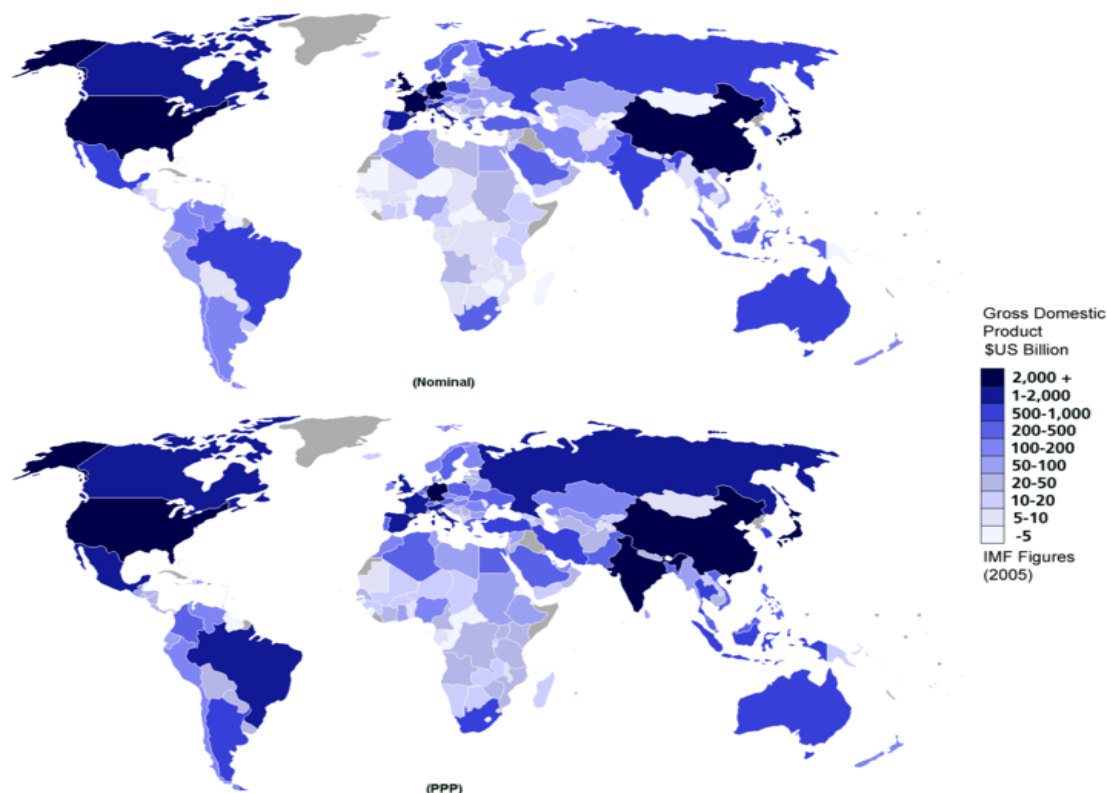 (Nominal)
Gross Domestic
Product
$US Billion
2,000 +
1-2,000
500-1,000
200-500
100-200
50-100
20-50
10-20
5-10
-5
IMF Figures
(2005)
(PPP)